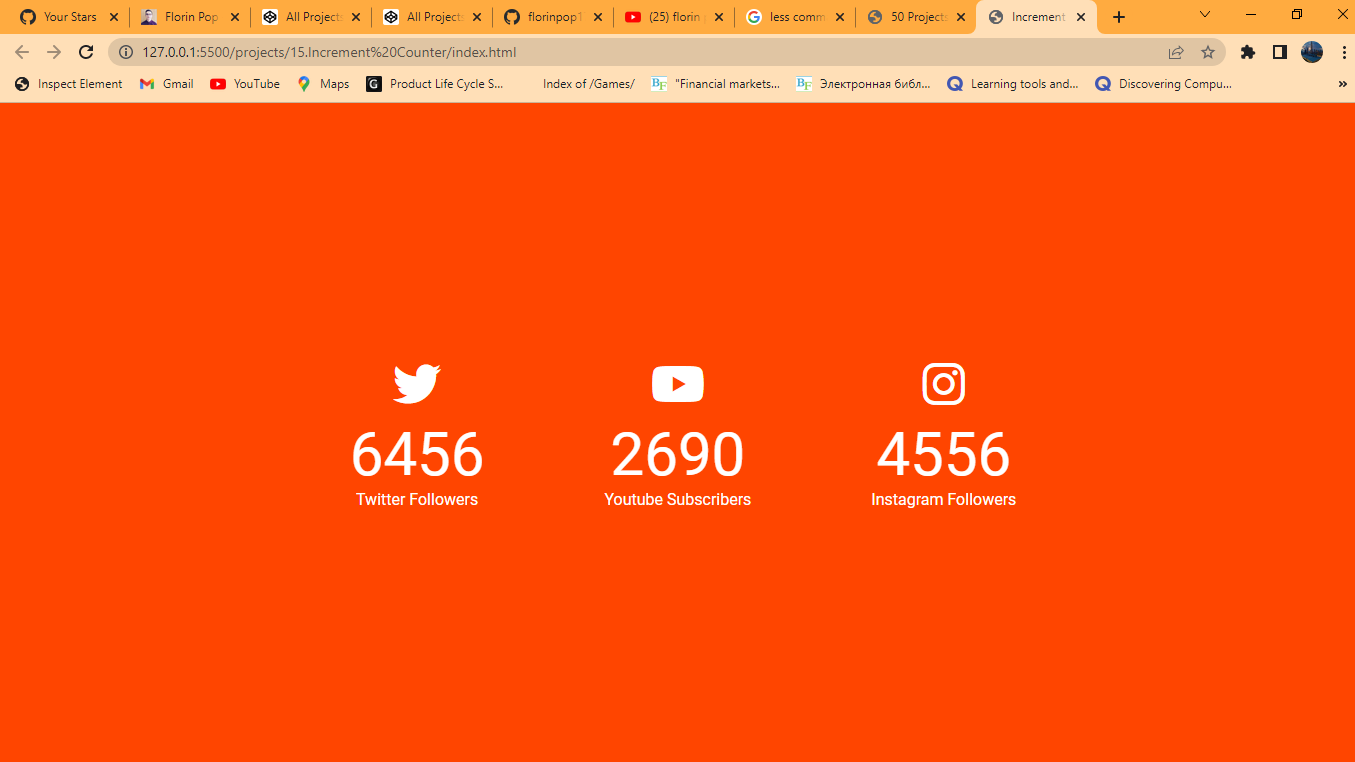 Your Stars Florin Pop All Projects All Projects florinpop1 (25) florin less comm 50 Projects Increment
127.0.0.1:5500/projects/15.Increment%20Counter/index.html
Inspect Element Gmail YouTube Maps Product Life Cycle S... Index of /Games/ "Financial markets... Электронная библ... Learning tools and... Discovering Compu... »
6456 2690 4556
Twitter Followers Youtube Subscribers Instagram Followers